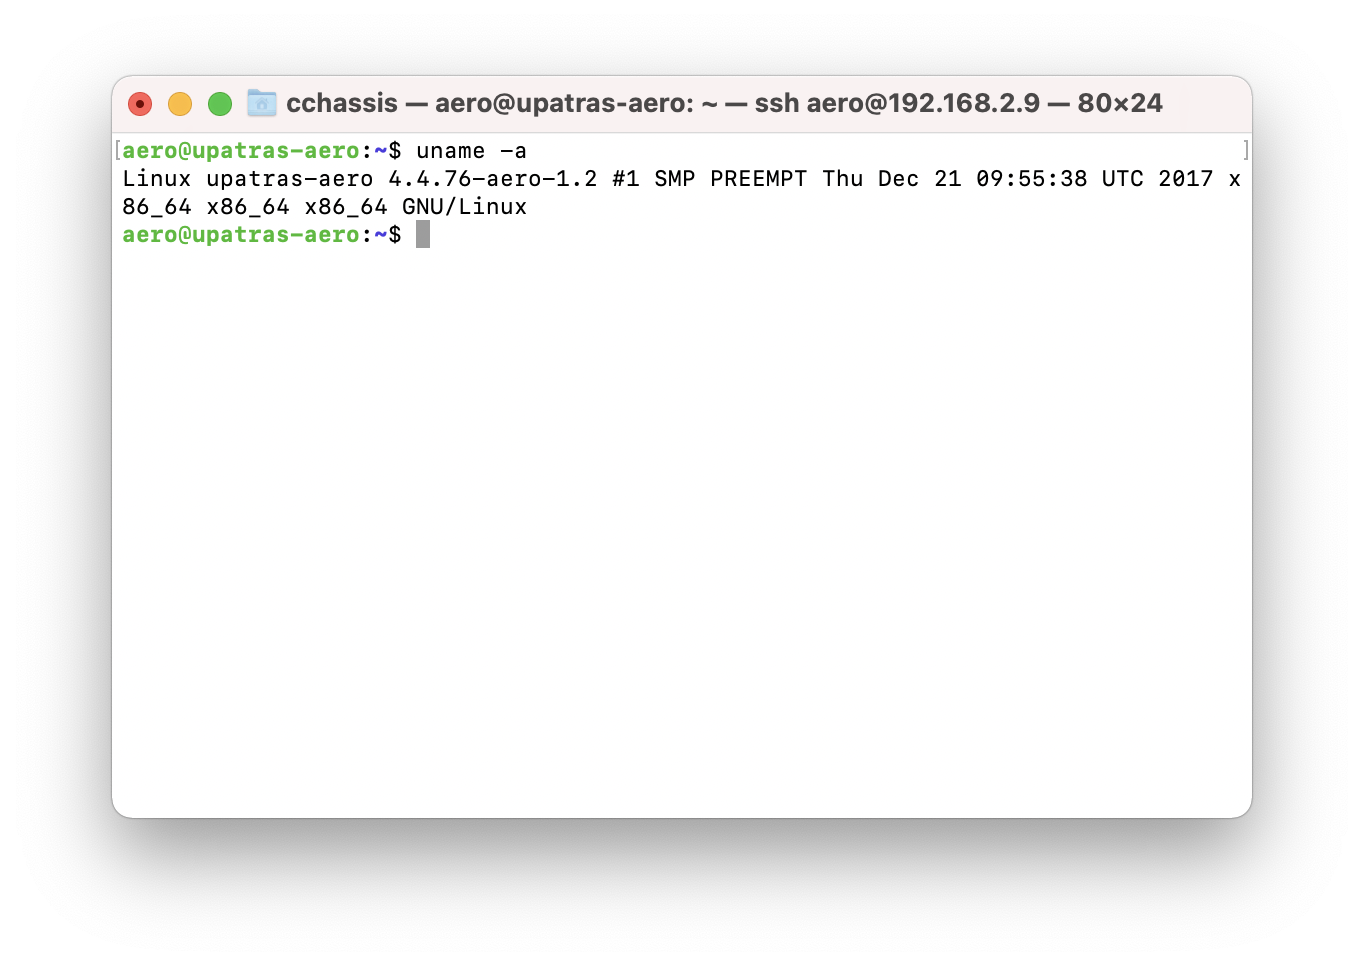 cchassis — aero@upatras-aero: ~ — ssh aero@192.168.2.9 — 80×24
[aero@upatras-aero:~$ uname -a ]
Linux upatras-aero 4.4.76-aero-1.2 #1 SMP PREEMPT Thu Dec 21 09:55:38 UTC 2017 x
86_64 x86_64 x86_64 GNU/Linux
aero@upatras-aero:~$